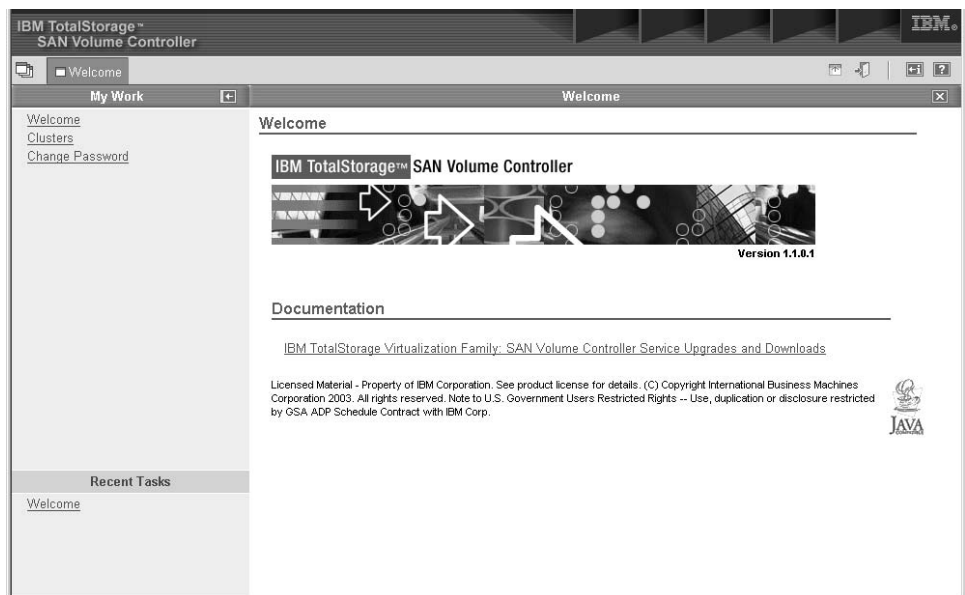 IBM TotalStorage™
SAN Volume Controller
IBM®
Welcome
My Work
Welcome
Clusters
Change Password
Recent Tasks
Welcome
Welcome
Welcome
IBM TotalStorage™ SAN Volume Controller
Version 1.1.0.1
Documentation
IBM TotalStorage Virtualization Family: SAN Volume Controller Service Upgrades and Downloads
Licensed Material - Property of IBM Corporation. See product license for details. (C) Copyright International Business Machines
Corporation 2003. All rights reserved. Note to U.S. Government Users Restricted Rights -- Use, duplication or disclosure restricted
by GSA ADP Schedule Contract with IBM Corp.
JAVA
COMPATIBLE